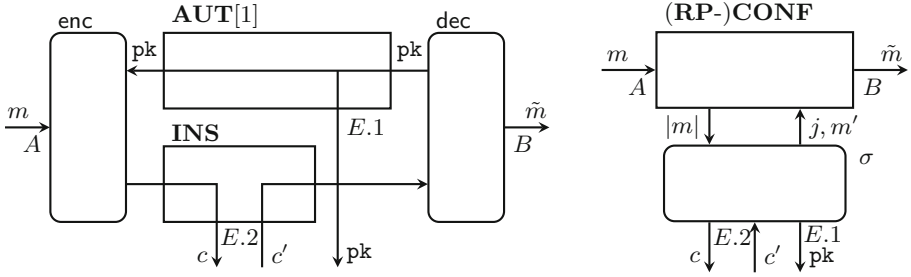 enc
AUT[1]
dec
pk
pk
m
A
E.1
m̃
B
INS
E.2
c
c′
pk
(RP-)CONF
m
A
m̃
B
|m|
j, m′
σ
E.2
E.1
c
c′
pk